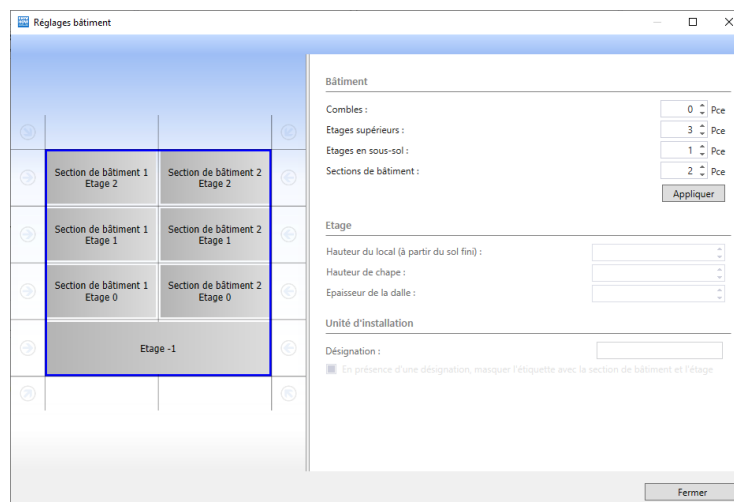 Réglages bâtiment
Bâtiment
Combles : 0 Pce
Etages supérieurs : 3 Pce
Etages en sous-sol : 1 Pce
Sections de bâtiment : 2 Pce
Appliquer
Section de bâtiment 1 Section de bâtiment 2
Etage 2 Etage 2
Section de bâtiment 1 Section de bâtiment 2
Etage 1 Etage 1
Section de bâtiment 1 Section de bâtiment 2
Etage 0 Etage 0
Etage -1
Etage
Hauteur du local (à partir du sol fini) :
Hauteur de chape :
Epaisseur de la dalle :
Unité d'installation
Désignation :
En présence d'une désignation, masquer l'étiquette avec la section de bâtiment et l'étage
Fermer